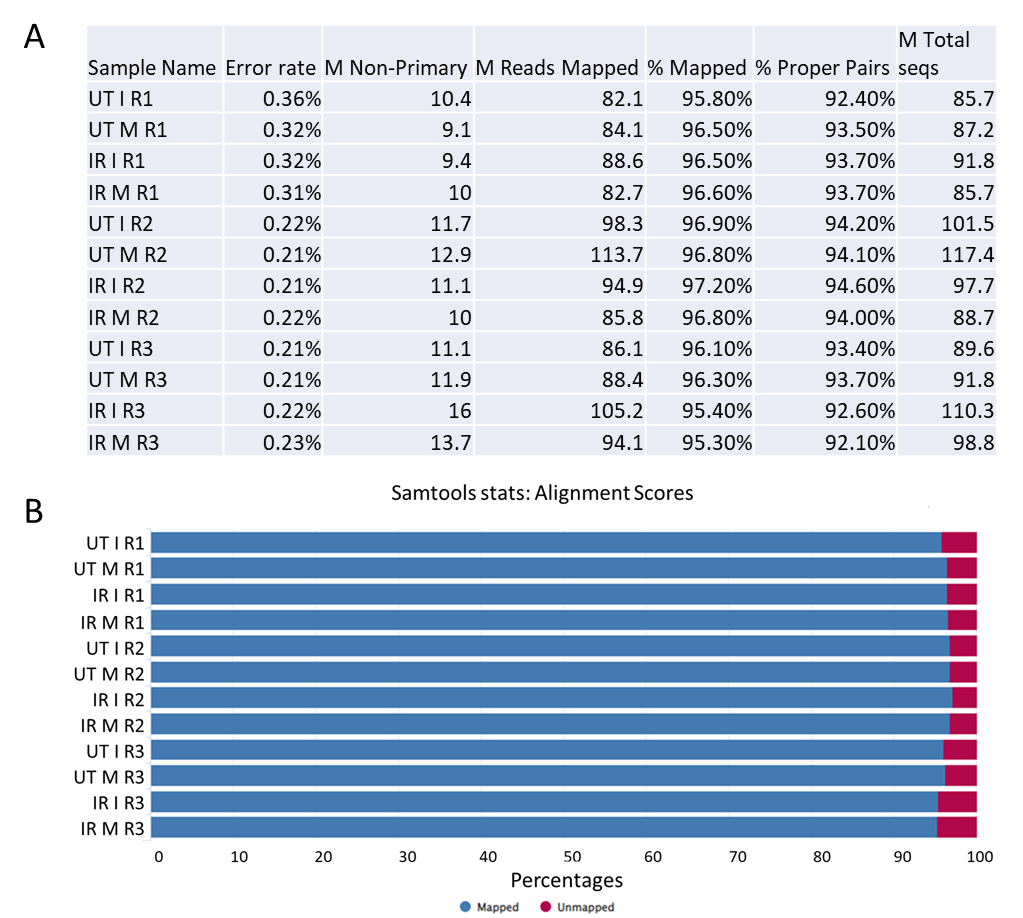 A
Sample Name Error rate M Non-Primary M Reads Mapped % Mapped % Proper Pairs M Total seqs
UT I R1 0.36% 10.4 82.1 95.80% 92.40% 85.7
UT M R1 0.32% 9.1 84.1 96.50% 93.50% 87.2
IR I R1 0.32% 9.4 88.6 96.50% 93.70% 91.8
IR M R1 0.31% 10 82.7 96.60% 93.70% 85.7
UT I R2 0.22% 11.7 98.3 96.90% 94.20% 101.5
UT M R2 0.21% 12.9 113.7 96.80% 94.10% 117.4
IR I R2 0.21% 11.1 94.9 97.20% 94.60% 97.7
IR M R2 0.22% 10 85.8 96.80% 94.00% 88.7
UT I R3 0.21% 11.1 86.1 96.10% 93.40% 89.6
UT M R3 0.21% 11.9 88.4 96.30% 93.70% 91.8
IR I R3 0.22% 16 105.2 95.40% 92.60% 110.3
IR M R3 0.23% 13.7 94.1 95.30% 92.10% 98.8
B
Samtools stats: Alignment Scores
UT I R1
UT M R1
IR I R1
IR M R1
UT I R2
UT M R2
IR I R2
IR M R2
UT I R3
UT M R3
IR I R3
IR M R3
0 10 20 30 40 50 60 70 80 90 100
Percentages
Mapped Unmapped